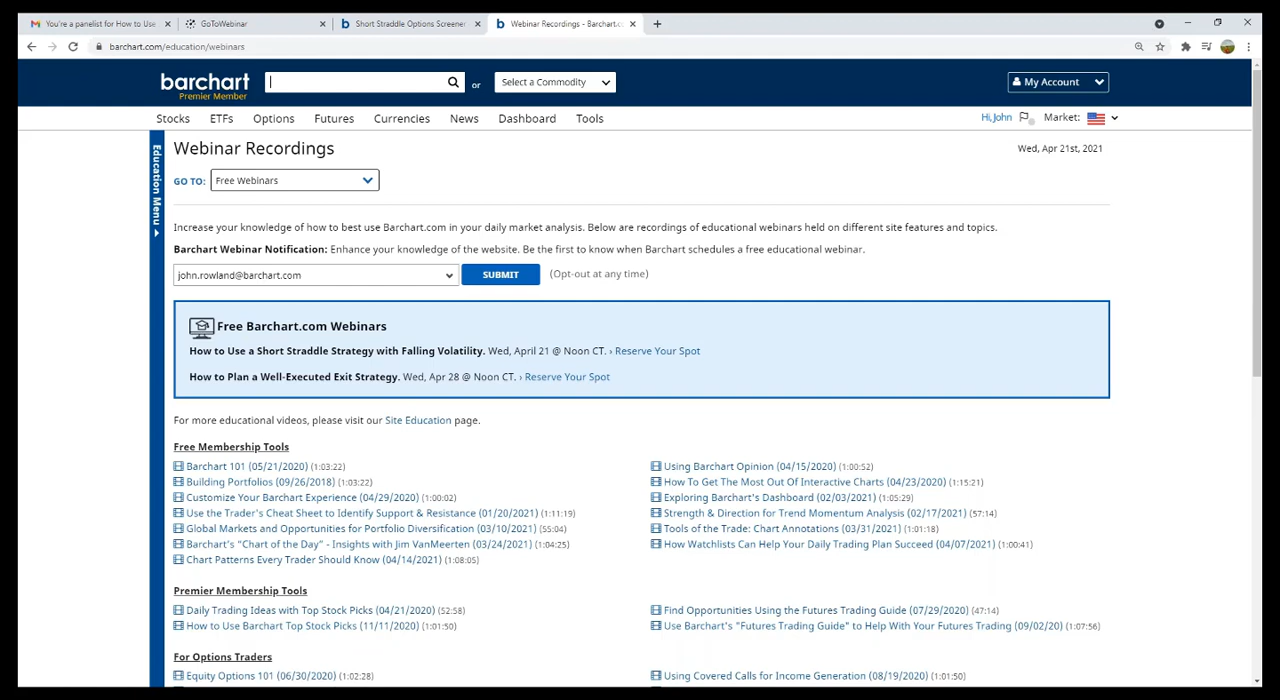 You're a panelist for How to Use
GoToWebinar
Short Straddle Options Screener
Webinar Recordings - Barchart.co
barchart.com/education/webinars
barchart
Premier Member
or
Select a Commodity
My Account
Stocks ETFs Options Futures Currencies News Dashboard Tools
Hi, John Market:
Education Menu
Webinar Recordings
Wed, Apr 21st, 2021
GO TO: Free Webinars
Increase your knowledge of how to best use Barchart.com in your daily market analysis. Below are recordings of educational webinars held on different site features and topics.
Barchart Webinar Notification: Enhance your knowledge of the website. Be the first to know when Barchart schedules a free educational webinar.
john.rowland@barchart.com SUBMIT (Opt-out at any time)
Free Barchart.com Webinars
How to Use a Short Straddle Strategy with Falling Volatility. Wed, April 21 @ Noon CT. › Reserve Your Spot
How to Plan a Well-Executed Exit Strategy. Wed, Apr 28 @ Noon CT. › Reserve Your Spot
For more educational videos, please visit our Site Education page.
Free Membership Tools
Barchart 101 (05/21/2020) (1:03:22)
Using Barchart Opinion (04/15/2020) (1:00:52)
Building Portfolios (09/26/2018) (1:03:22)
How To Get The Most Out Of Interactive Charts (04/23/2020) (1:15:21)
Customize Your Barchart Experience (04/29/2020) (1:00:02)
Exploring Barchart's Dashboard (02/03/2021) (1:05:29)
Use the Trader's Cheat Sheet to Identify Support & Resistance (01/20/2021) (1:11:19)
Strength & Direction for Trend Momentum Analysis (02/17/2021) (57:14)
Global Markets and Opportunities for Portfolio Diversification (03/10/2021) (55:04)
Tools of the Trade: Chart Annotations (03/31/2021) (1:01:18)
Barchart's "Chart of the Day" - Insights with Jim VanMeerten (03/24/2021) (1:04:25)
How Watchlists Can Help Your Daily Trading Plan Succeed (04/07/2021) (1:00:41)
Chart Patterns Every Trader Should Know (04/14/2021) (1:08:05)
Premier Membership Tools
Daily Trading Ideas with Top Stock Picks (04/21/2020) (52:58)
Find Opportunities Using the Futures Trading Guide (07/29/2020) (47:14)
How to Use Barchart Top Stock Picks (11/11/2020) (1:01:50)
Use Barchart's "Futures Trading Guide" to Help With Your Futures Trading (09/02/20) (1:07:56)
For Options Traders
Equity Options 101 (06/30/2020) (1:02:28)
Using Covered Calls for Income Generation (08/19/2020) (1:01:50)